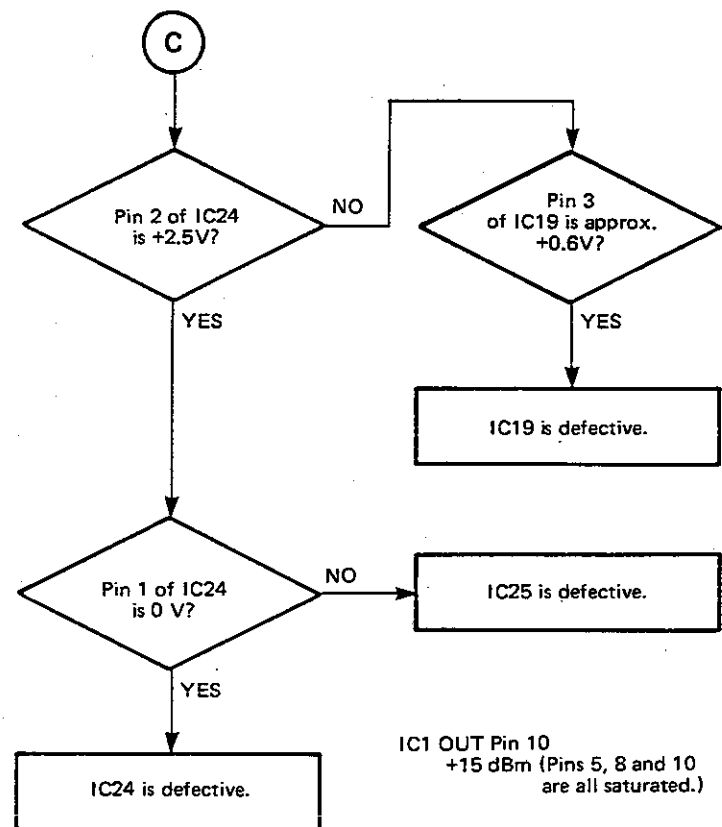 C
Pin 2 of IC24
is +2.5V?
NO
Pin 3
of IC19 is approx.
+0.6V?
YES
YES
IC19 is defective.
Pin 1 of IC24
is 0 V?
NO
IC25 is defective.
YES
IC24 is defective.
IC1 OUT Pin 10
+15 dBm (Pins 5, 8 and 10
are all saturated.)